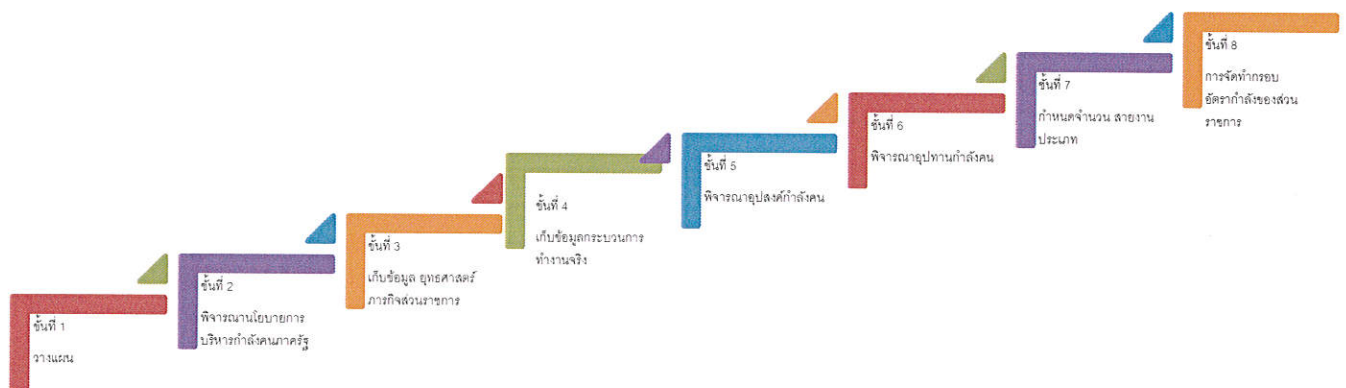 ขั้นที่ 1
วางแผน
ขั้นที่ 2
พิจารณานโยบายการ
บริหารกำลังคนภาครัฐ
ขั้นที่ 3
เก็บข้อมูล ยุทธศาสตร์
ภารกิจส่วนราชการ
ขั้นที่ 4
เก็บข้อมูลกระบวนการ
ทำงานจริง
ขั้นที่ 5
พิจารณาอุปสงค์กำลังคน
ขั้นที่ 6
พิจารณาอุปทานกำลังคน
ขั้นที่ 7
กำหนดจำนวน สายงาน
ประเภท
ขั้นที่ 8
การจัดทำกรอบ
อัตรากำลังของส่วน
ราชการ